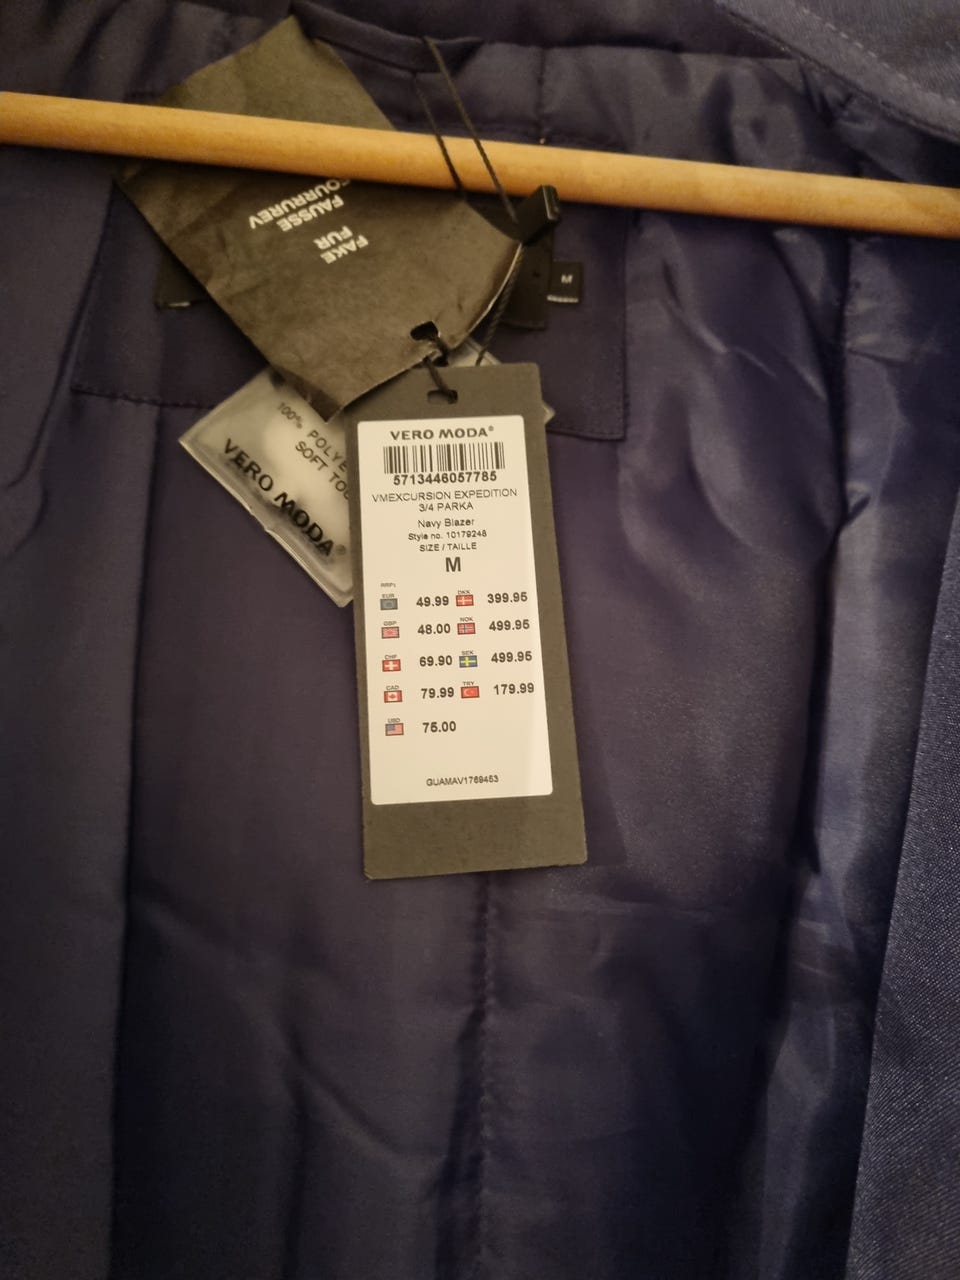 FAKE
FUR
FAUSSE
FOURRUREV
M
100% POLYE
SOFT TOU
VERO MODA®
VERO MODA®
5713446057785
VMEXCURSION EXPEDITION
3/4 PARKA
Navy Blazer
Style no. 10179248
SIZE / TAILLE
M
RRP:
EUR 49.99 DKK 399.95
GBP 48.00 NOK 499.95
CHF 69.90 SEK 499.95
CAD 79.99 TRY 179.99
USD 75.00
GUAMAV1769453